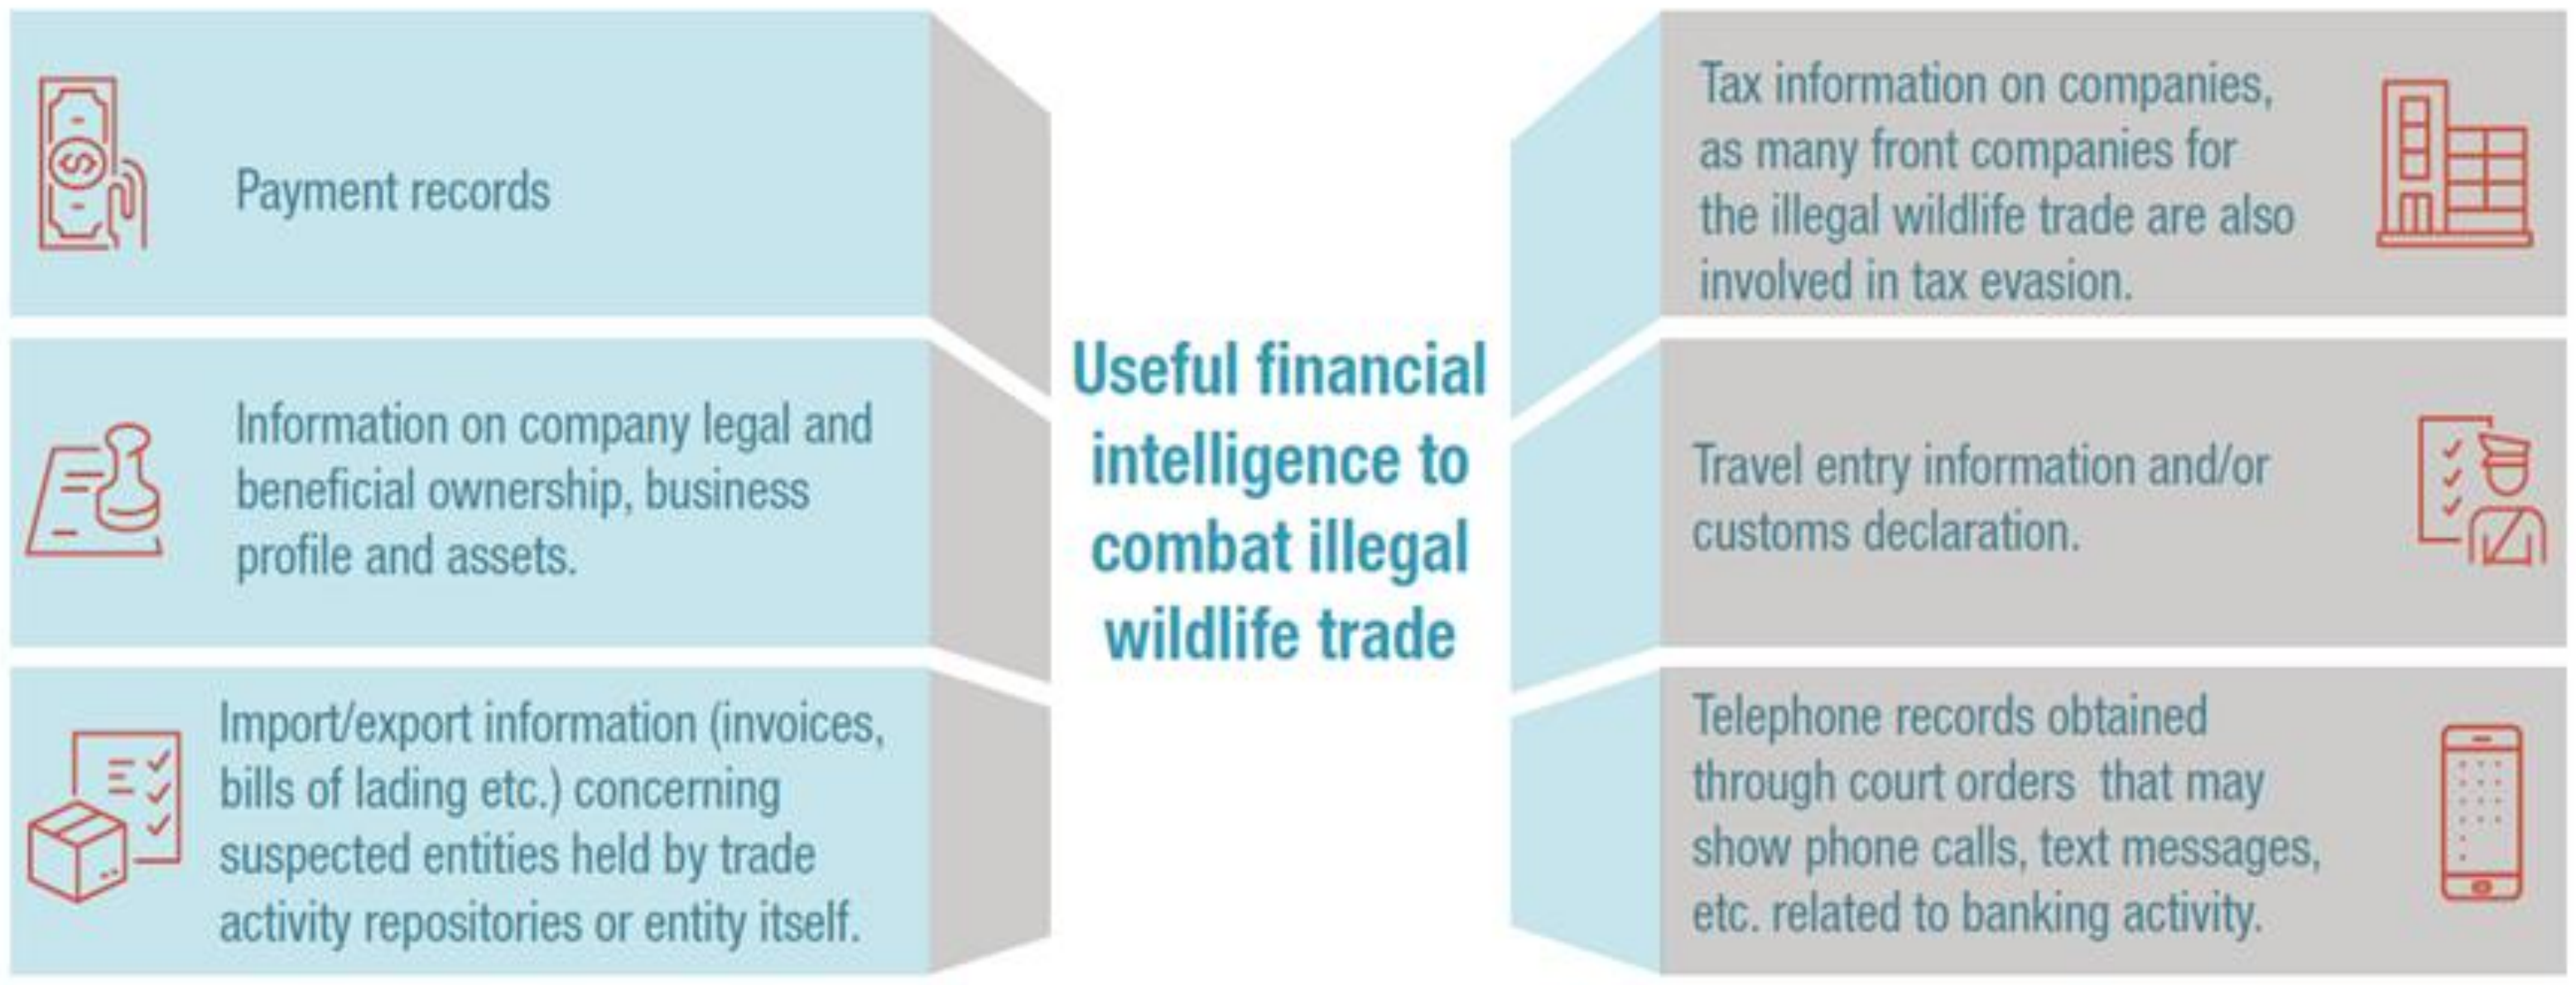 Payment records
Information on company legal and
beneficial ownership, business
profile and assets.
Import/export information (invoices,
bills of lading etc.) concerning
suspected entities held by trade
activity repositories or entity itself.
Useful financial
intelligence to
combat illegal
wildlife trade
Tax information on companies,
as many front companies for
the illegal wildlife trade are also
involved in tax evasion.
Travel entry information and/or
customs declaration.
Telephone records obtained
through court orders  that may
show phone calls, text messages,
etc. related to banking activity.